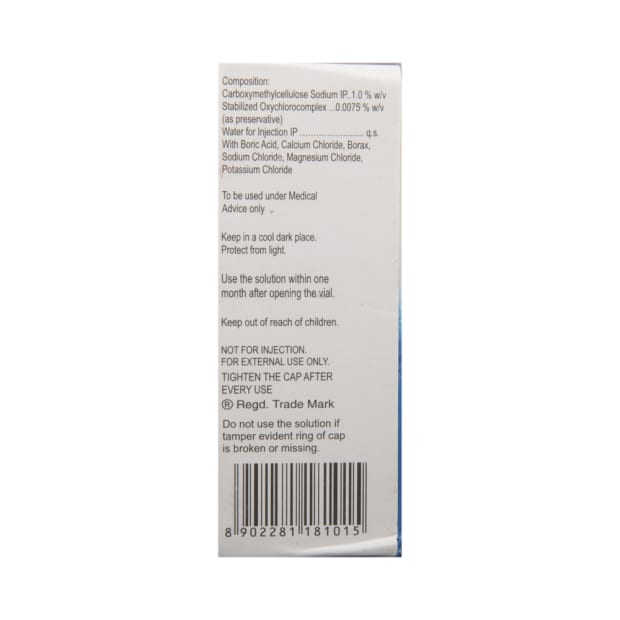 Composition:
Carboxymethylcellulose Sodium IP..1.0 % w/v
Stabilized Oxychlorocomplex ...0.0075 % w/v
(as preservative)
Water for Injection IP ........................ q.s.
With Boric Acid, Calcium Chloride, Borax,
Sodium Chloride, Magnesium Chloride,
Potassium Chloride
To be used under Medical
Advice only .
Keep in a cool dark place.
Protect from light.
Use the solution within one
month after opening the vial.
Keep out of reach of children.
NOT FOR INJECTION.
FOR EXTERNAL USE ONLY.
TIGHTEN THE CAP AFTER
EVERY USE
® Regd. Trade Mark
Do not use the solution if
tamper evident ring of cap
is broken or missing.
8 902281 181015